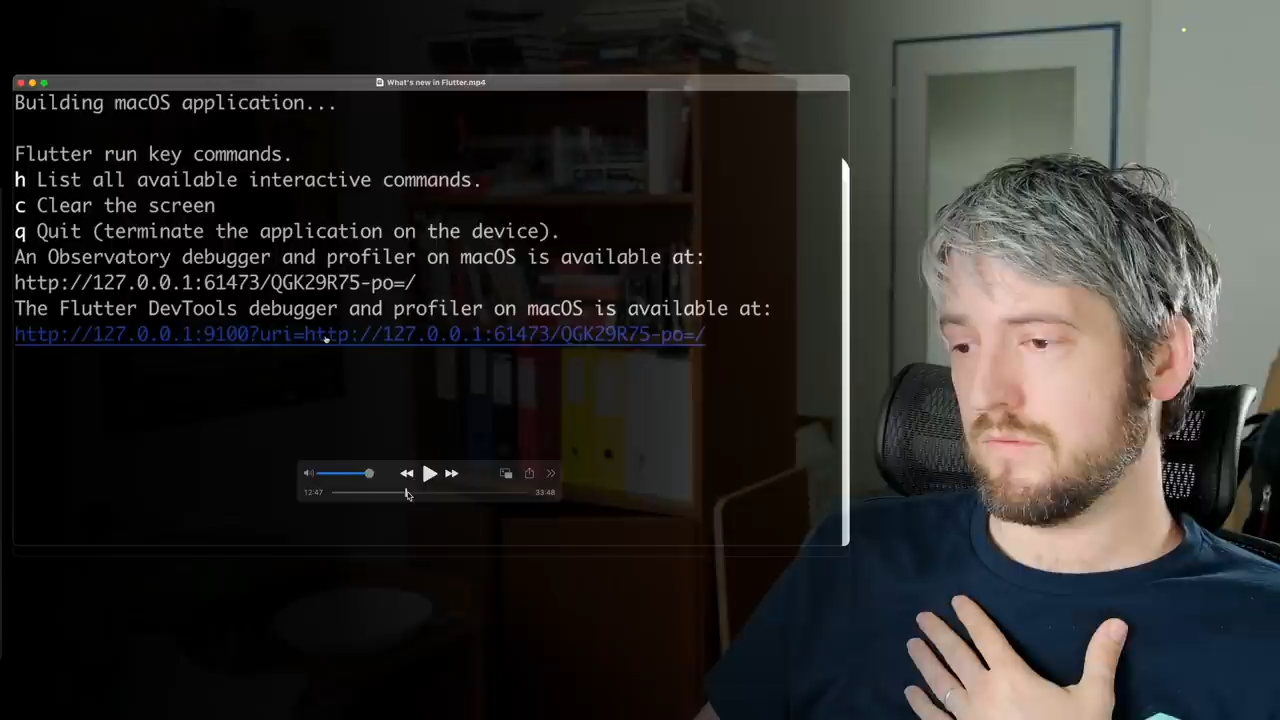 What's new in Flutter.mp4
Building macOS application...
Flutter run key commands.
h List all available interactive commands.
c Clear the screen
q Quit (terminate the application on the device).
An Observatory debugger and profiler on macOS is available at:
http://127.0.0.1:61473/QGK29R75-po=/
The Flutter DevTools debugger and profiler on macOS is available at:
http://127.0.0.1:9100?uri=http://127.0.0.1:61473/QGK29R75-po=/
12:47 33:48